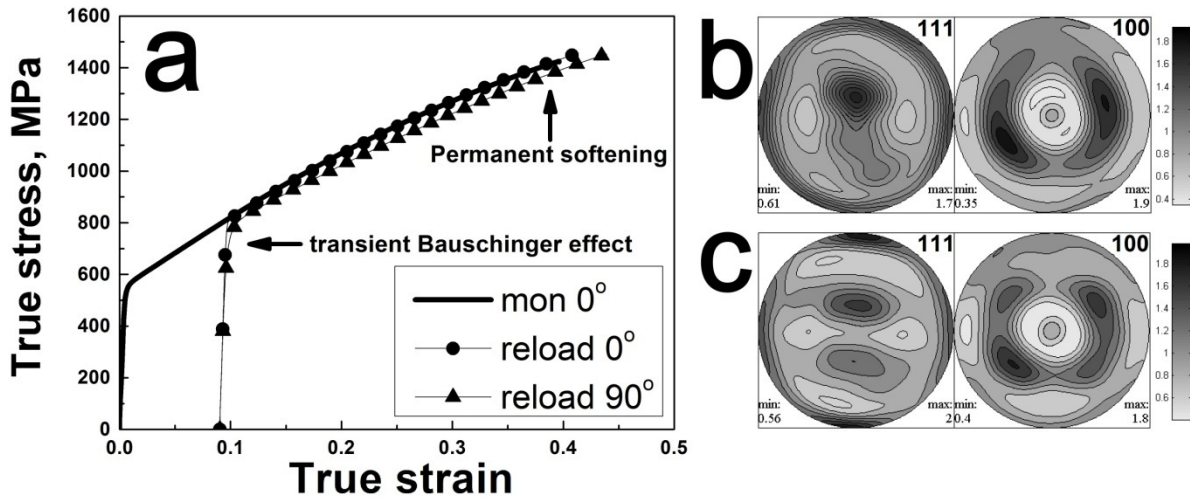 a
True stress, MPa
1600
1400
1200
1000
800
600
400
200
0
0.0 0.1 0.2 0.3 0.4 0.5
True strain
Permanent softening
transient Bauschinger effect
mon 0°
reload 0°
reload 90°
b
111
100
min:
0.61
max:
1.7
0.35
max:
1.9
1.8
1.6
1.4
1.2
1
0.8
0.6
0.4
c
111
100
min:
0.56
max:
2
min:
0.4
max:
1.8
1.8
1.6
1.4
1.2
1
0.8
0.6